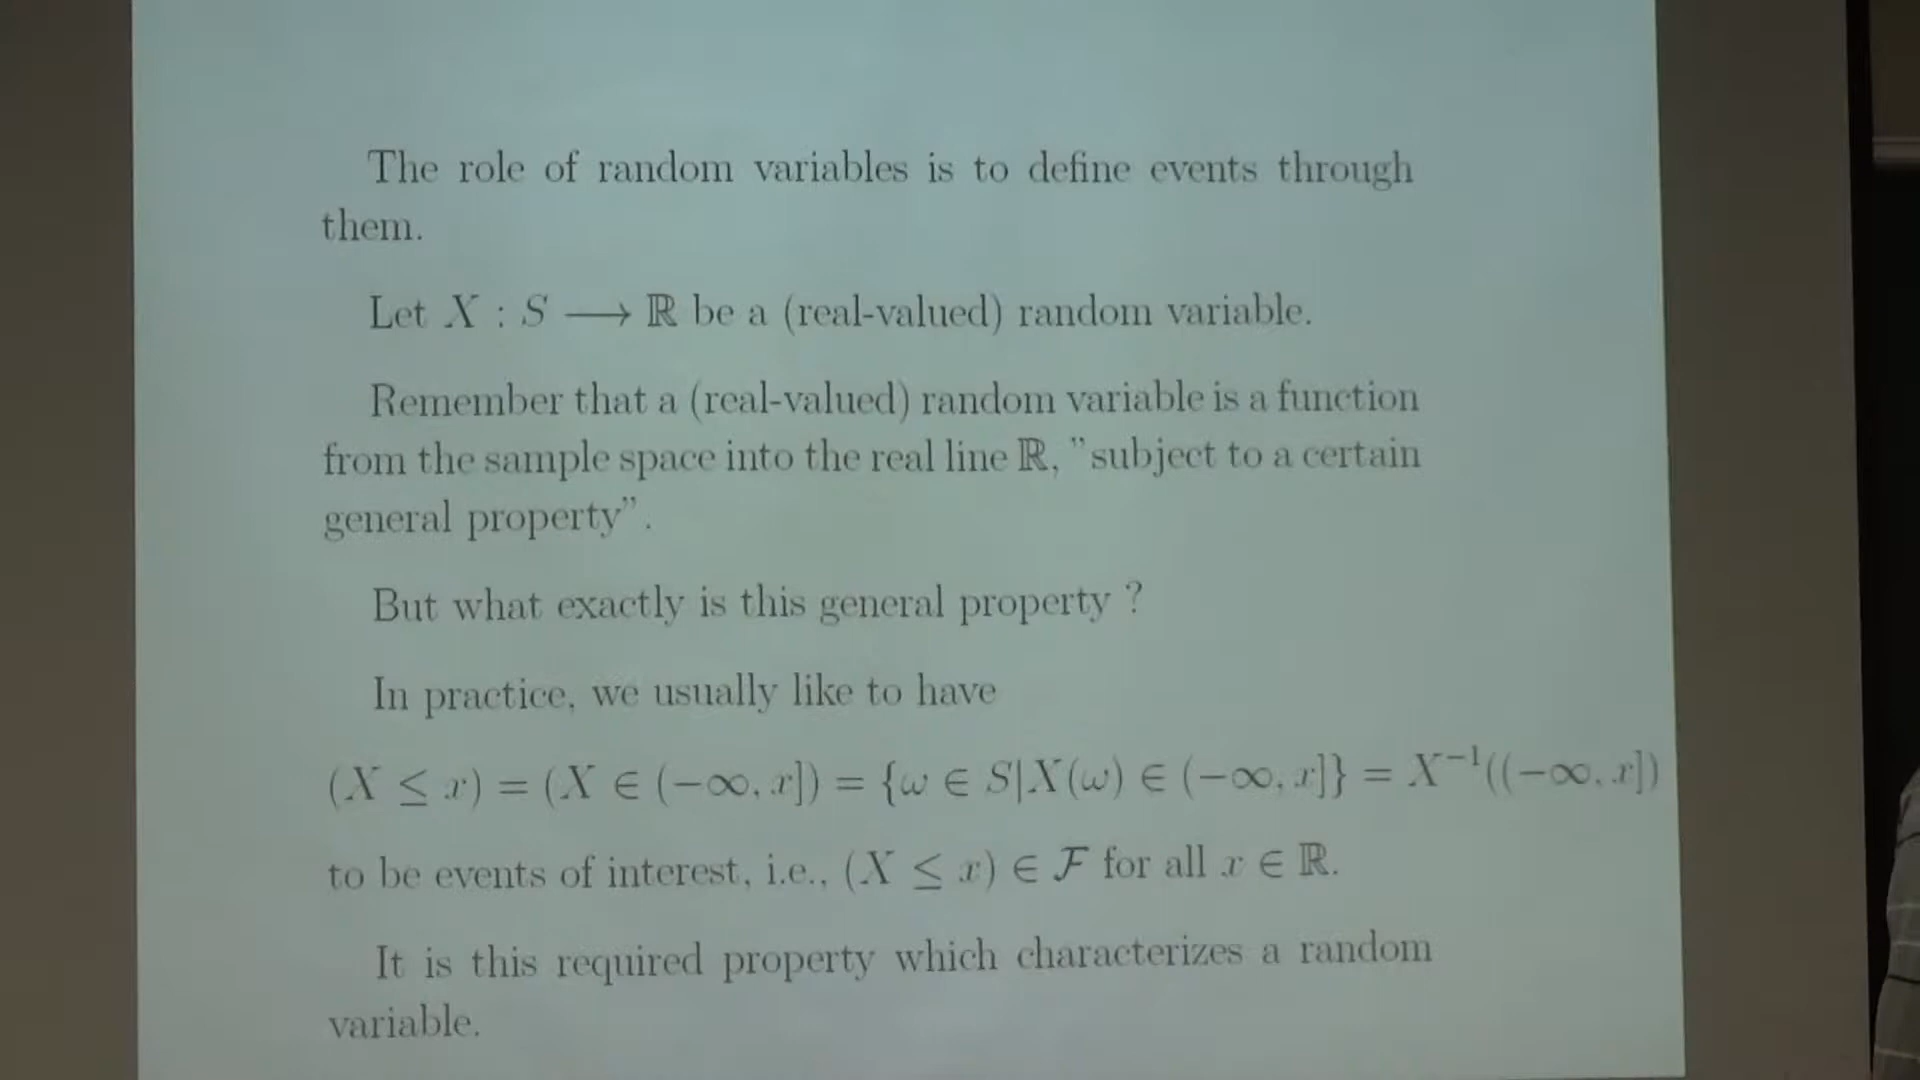 The role of random variables is to define events through
them.
Let X : S ⟶ ℝ be a (real-valued) random variable.
Remember that a (real-valued) random variable is a function
from the sample space into the real line ℝ, ”subject to a certain
general property”.
But what exactly is this general property ?
In practice, we usually like to have
(X ≤ x) = (X ∈ (−∞, x]) = {ω ∈ S|X(ω) ∈ (−∞, x]} = X⁻¹((−∞, x])
to be events of interest, i.e., (X ≤ x) ∈ ℱ for all x ∈ ℝ.
It is this required property which characterizes a random
variable.